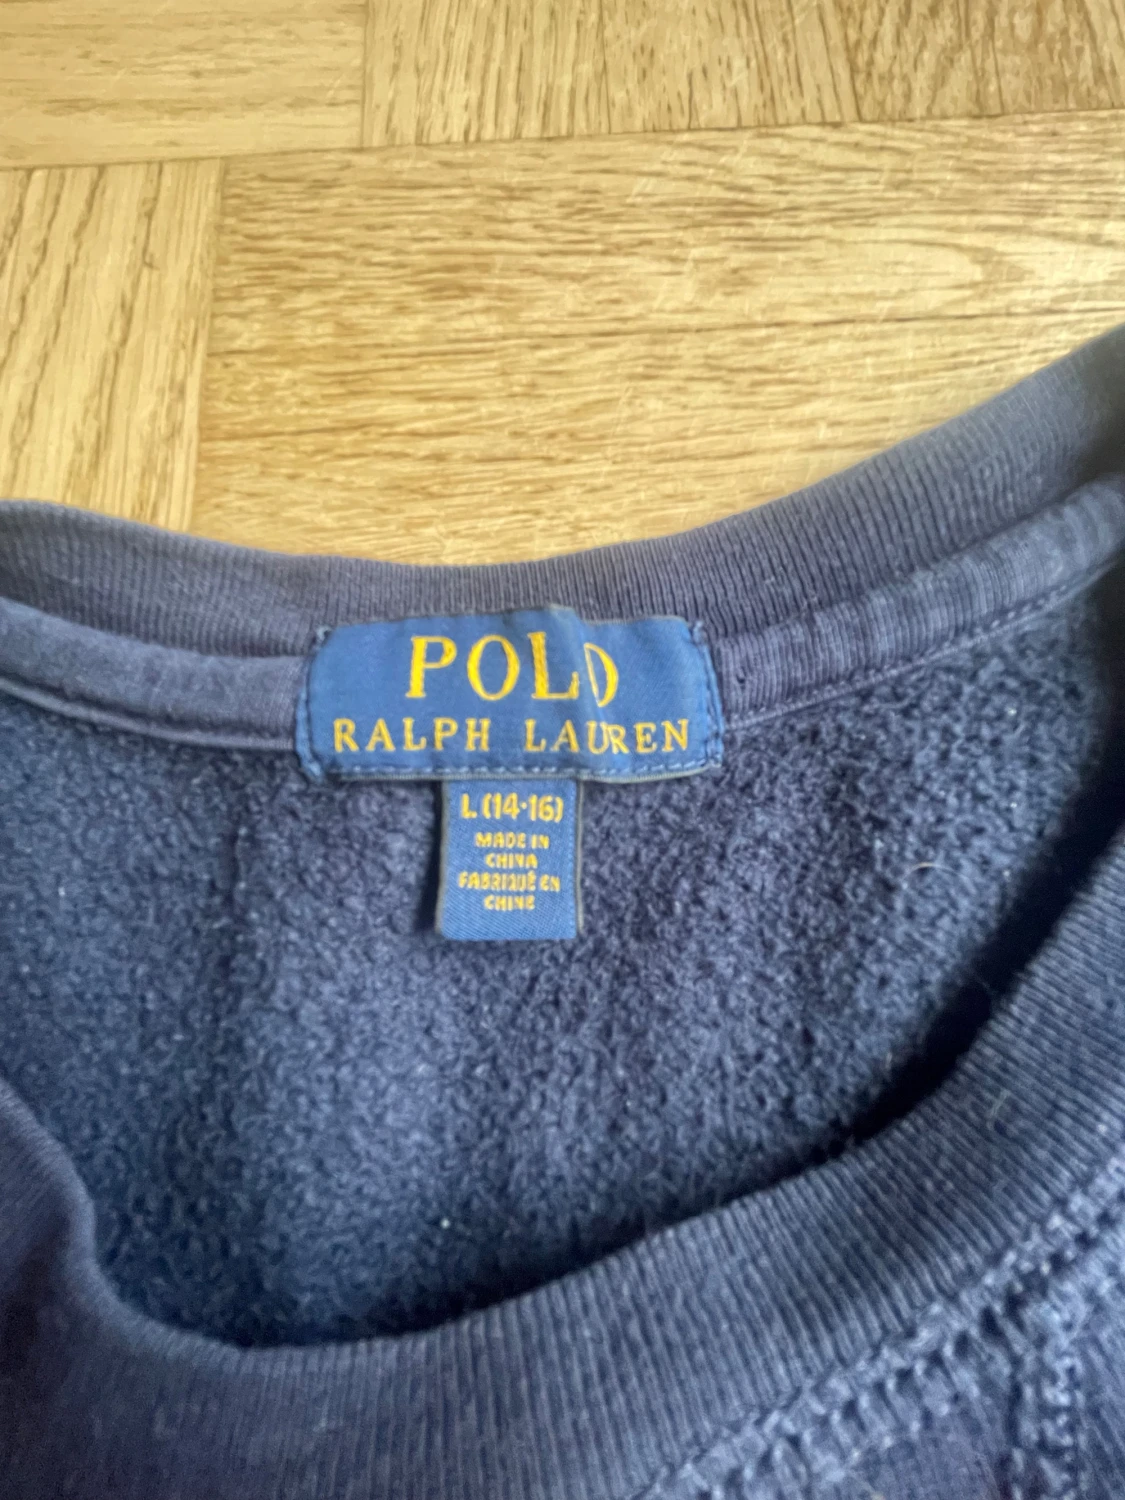 POLO
RALPH LAUREN
L (14-16)
MADE IN
CHINA
FABRIQUÉ EN
CHINE